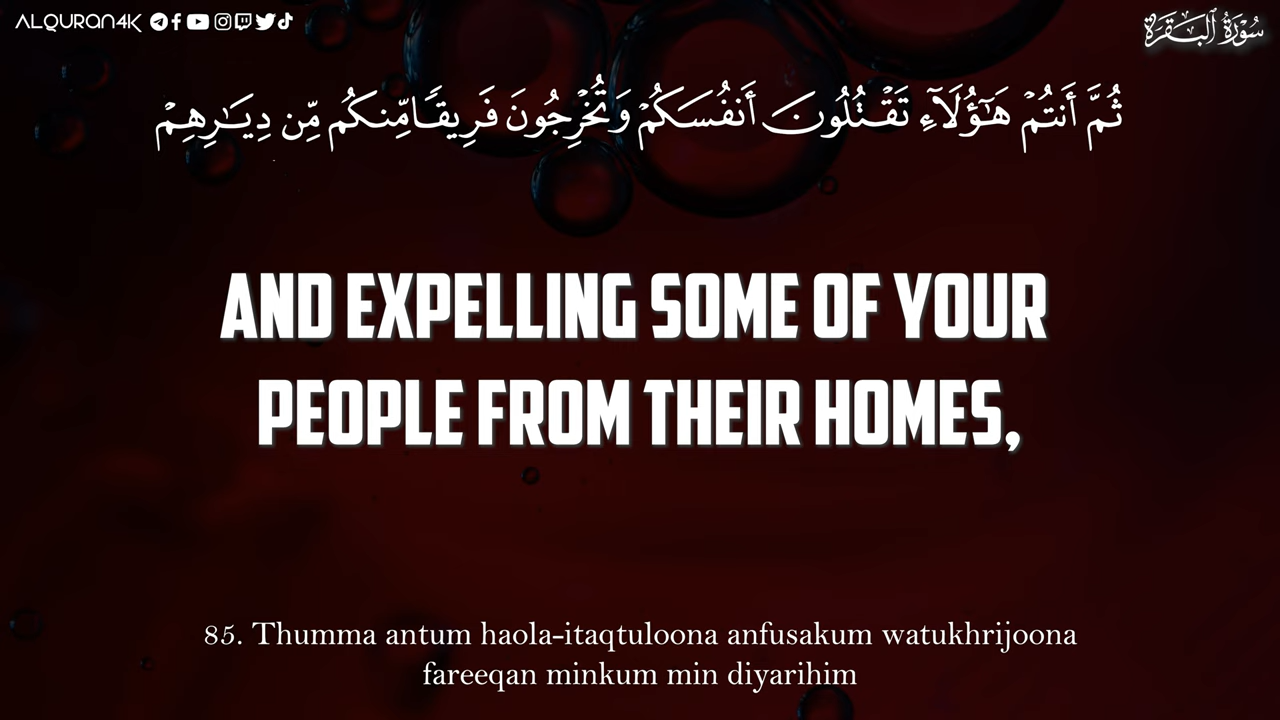 ALQURAN4K
سُورَةُ البَقَرَةِ
ثُمَّ أَنتُمْ هَٰٓؤُلَآءِ تَقْتُلُونَ أَنفُسَكُمْ وَتُخْرِجُونَ فَرِيقًا مِّنكُم مِّن دِيَٰرِهِمْ
AND EXPELLING SOME OF YOUR
PEOPLE FROM THEIR HOMES,
85. Thumma antum haola-itaqtuloona anfusakum watukhrijoona
fareeqan minkum min diyarihim